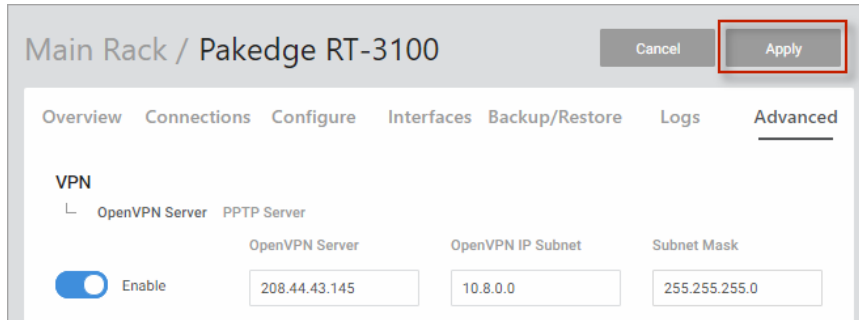 Main Rack / Pakedge RT-3100
Cancel
Apply
Overview Connections Configure Interfaces Backup/Restore Logs Advanced
VPN
OpenVPN Server PPTP Server
OpenVPN Server OpenVPN IP Subnet Subnet Mask
Enable 208.44.43.145 10.8.0.0 255.255.255.0